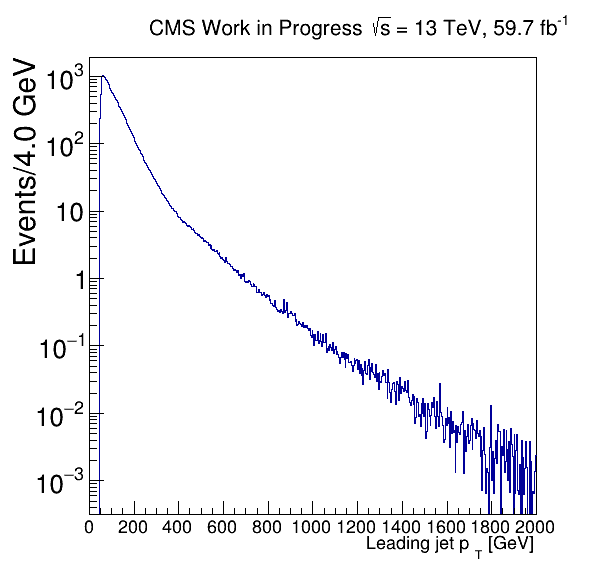 CMS Work in Progress √s = 13 TeV, 59.7 fb⁻¹
Events/4.0 GeV
10³
10²
10
1
10⁻¹
10⁻²
10⁻³
0 200 400 600 800 1000 1200 1400 1600 1800 2000
Leading jet p_T [GeV]